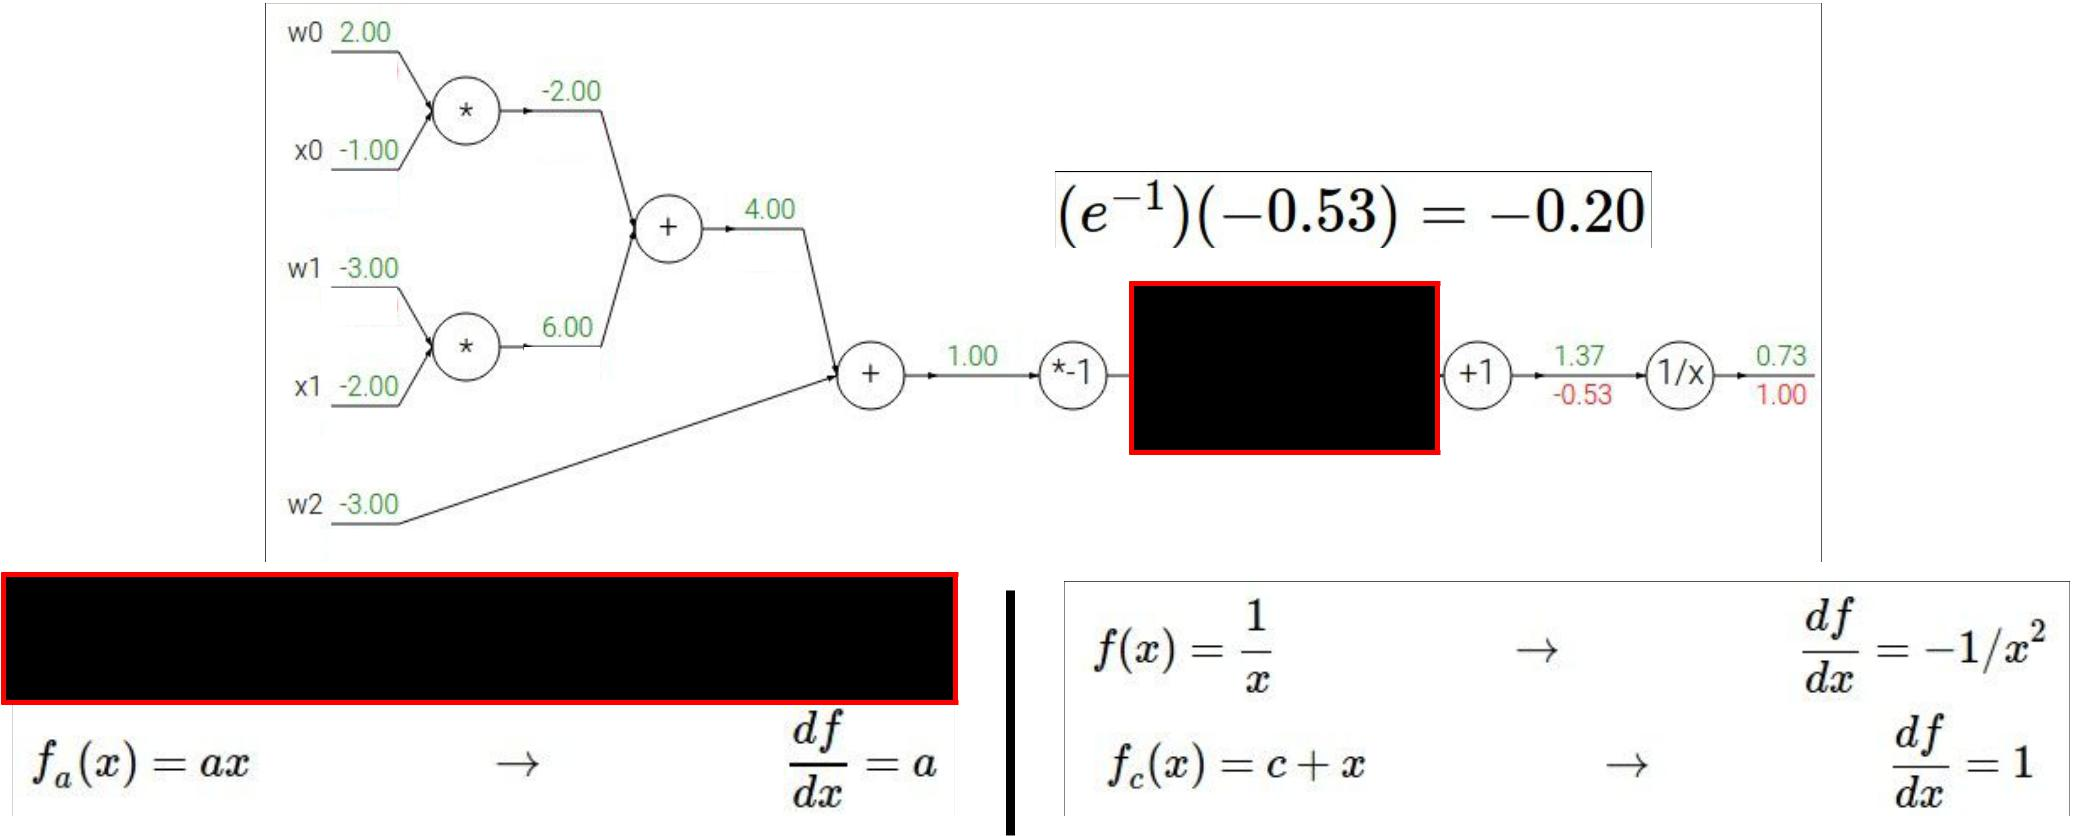 w0 2.00
*
-2.00
x0 -1.00
+
4.00
w1 -3.00
*
6.00
x1 -2.00
w2 -3.00
+
1.00
*-1
(e^{-1})(-0.53) = -0.20
+1
1.37
-0.53
1/x
0.73
1.00
f_a(x) = ax → df/dx = a
f(x) = 1/x → df/dx = -1/x^2
f_c(x) = c + x → df/dx = 1